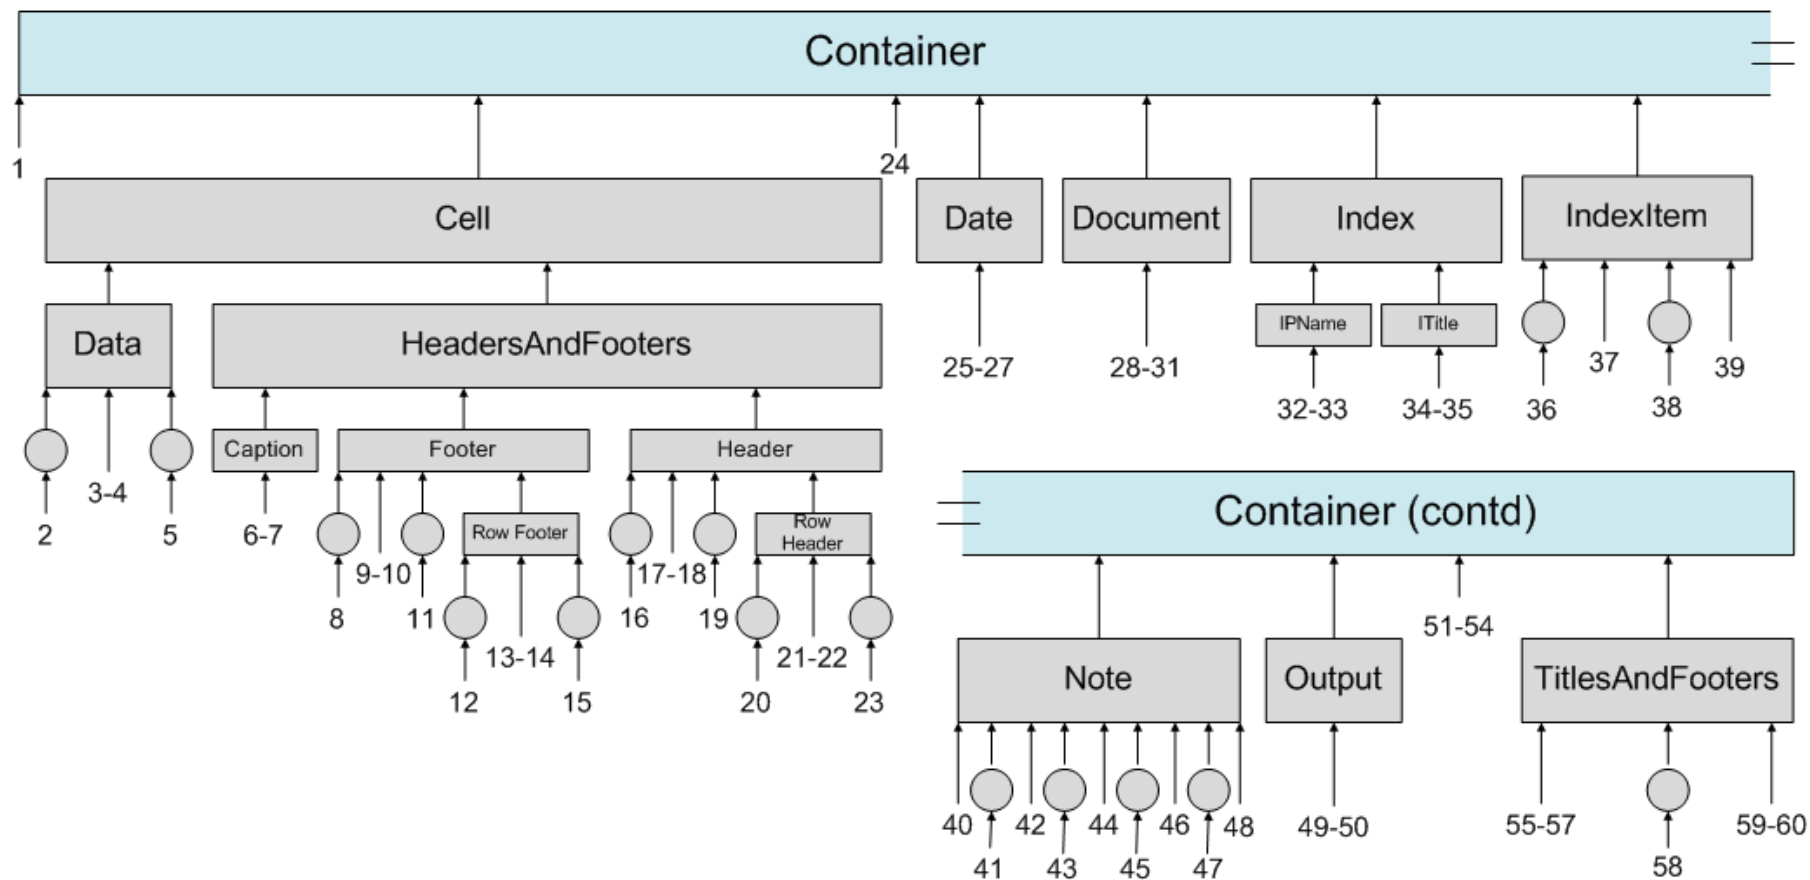 Container
1
24
Cell
Date
Document
Index
IndexItem
Data
HeadersAndFooters
IPName
ITitle
25-27
28-31
37
39
32-33
34-35
36
38
Caption
Footer
Header
3-4
2
5
6-7
Row Footer
Row
Header
9-10
17-18
8
11
16
19
13-14
21-22
12
15
20
23
Container (contd)
51-54
Note
Output
TitlesAndFooters
40
42
44
46
48
49-50
55-57
59-60
41
43
45
47
58